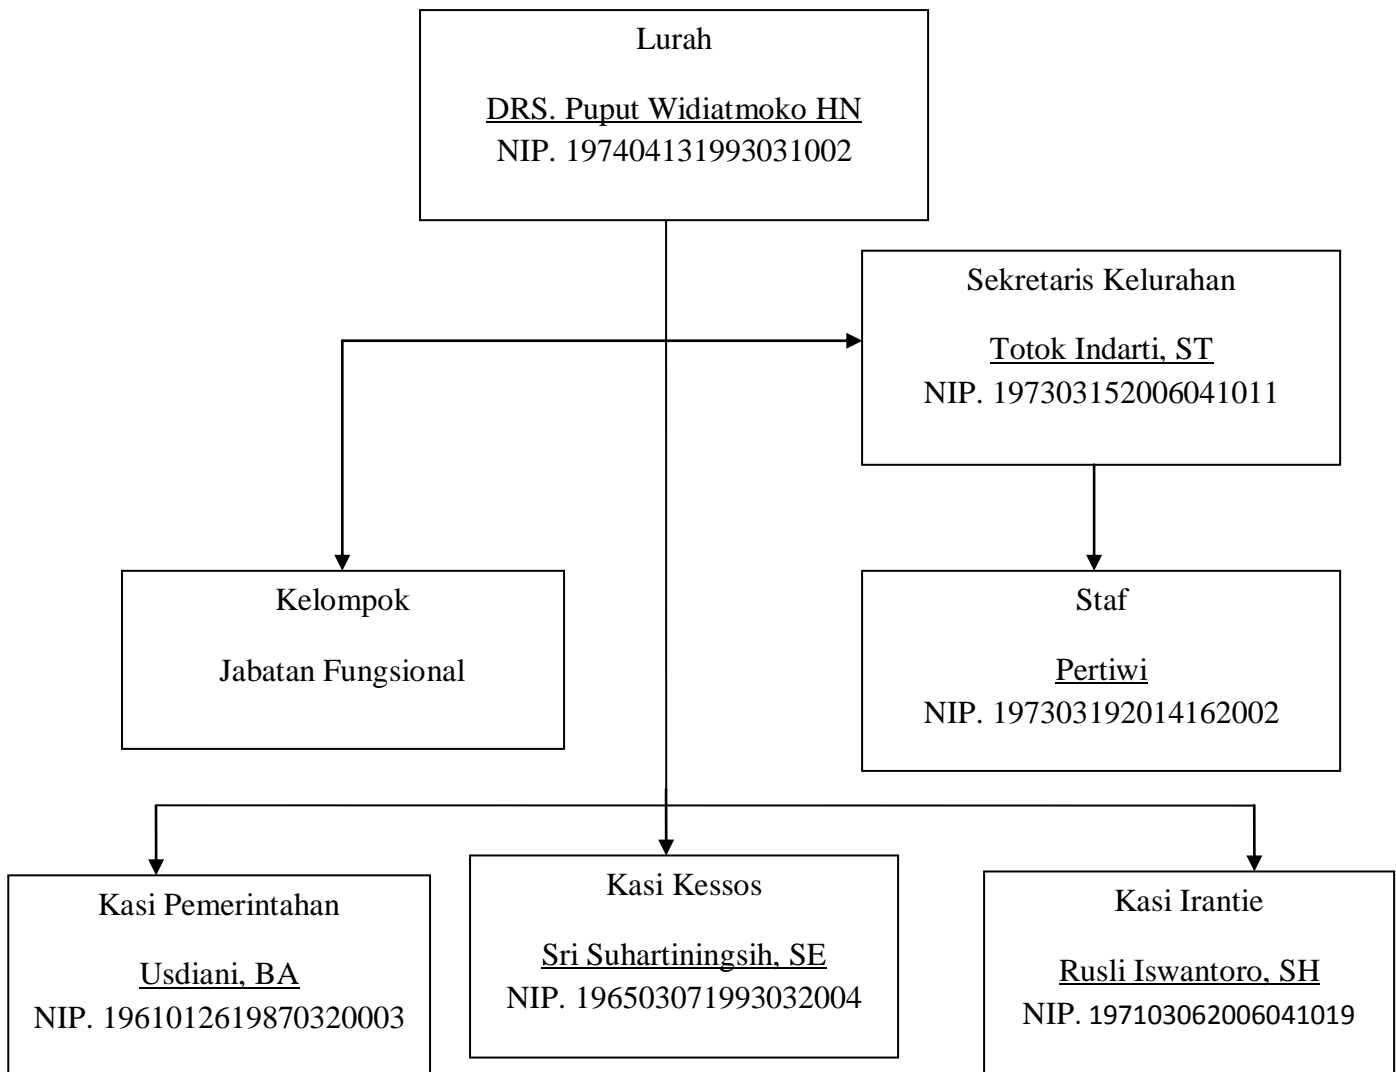 Lurah
DRS. Puput Widiatmoko HN
NIP. 197404131993031002
Sekretaris Kelurahan
Totok Indarti, ST
NIP. 197303152006041011
Kelompok
Jabatan Fungsional
Staf
Pertiwi
NIP. 197303192014162002
Kasi Pemerintahan
Usdiani, BA
NIP. 1961012619870320003
Kasi Kessos
Sri Suhartiningsih, SE
NIP. 196503071993032004
Kasi Irantie
Rusli Iswantoro, SH
NIP. 197103062006041019